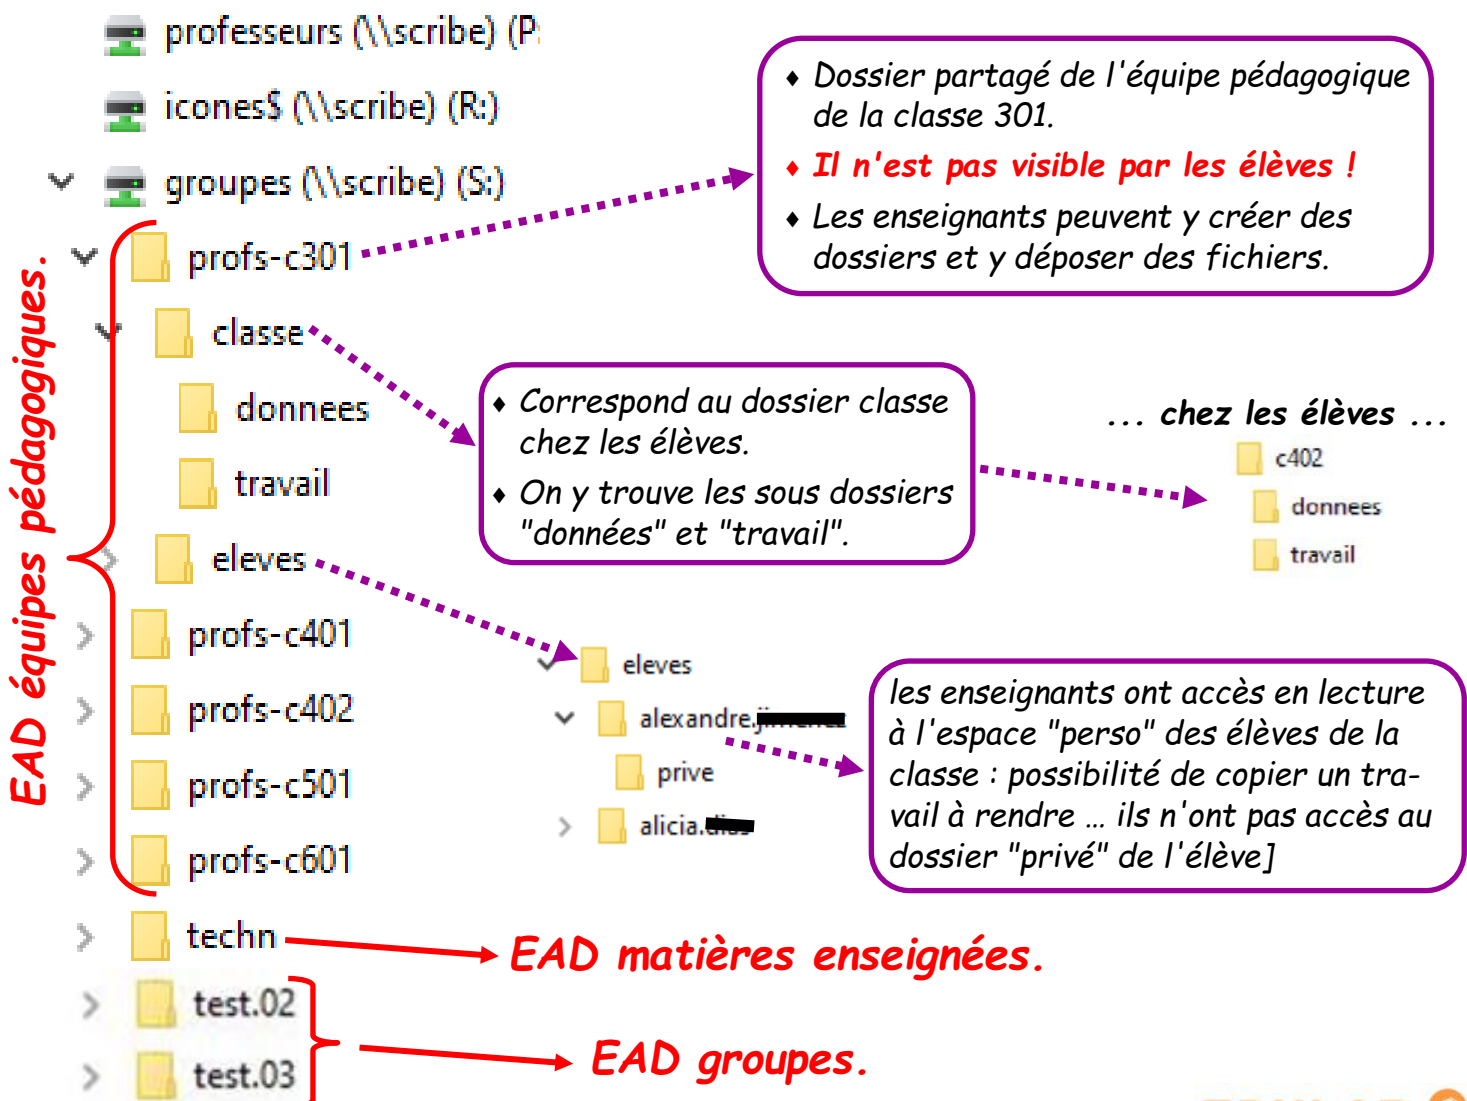 professeurs (\\scribe) (P:
icones$ (\\scribe) (R:)
groupes (\\scribe) (S:)
profs-c301
classe
donnees
travail
eleves
profs-c401
profs-c402
profs-c501
profs-c601
techn
test.02
test.03
EAD équipes pédagogiques.
♦ Dossier partagé de l'équipe pédagogique
de la classe 301.
♦ Il n'est pas visible par les élèves !
♦ Les enseignants peuvent y créer des
dossiers et y déposer des fichiers.
♦ Correspond au dossier classe
chez les élèves.
♦ On y trouve les sous dossiers
"données" et "travail".
... chez les élèves ...
c402
donnees
travail
eleves
alexandre.
prive
alicia.
les enseignants ont accès en lecture
à l'espace "perso" des élèves de la
classe : possibilité de copier un tra-
vail à rendre ... ils n'ont pas accès au
dossier "privé" de l'élève]
EAD matières enseignées.
EAD groupes.